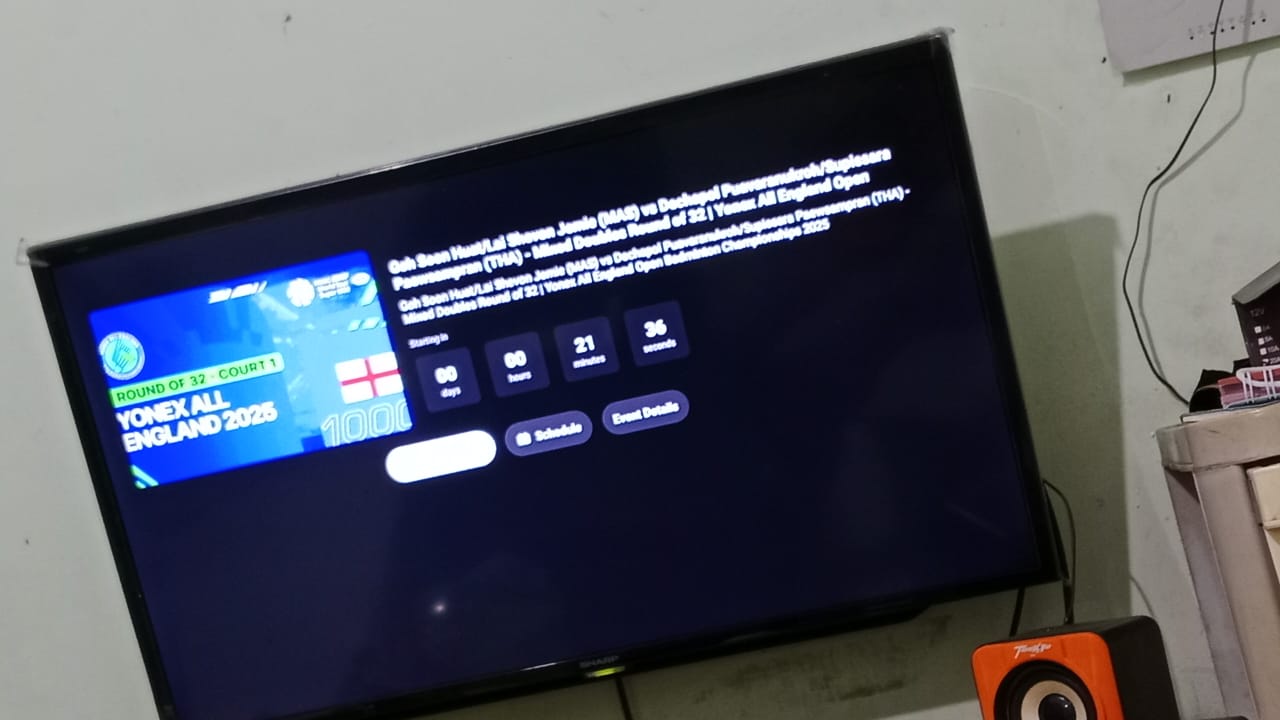 Goh Soon Huat/Lai Shevon Jemie (MAS) vs Dechapol Puavaranukroh/Supissara
Paewsampran (THA) - Mixed Doubles Round of 32 | Yonex All England Open
Goh Soon Huat/Lai Shevon Jemie (MAS) vs Dechapol Puavaranukroh/Supissara Paewsampran (THA) -
Mixed Doubles Round of 32 | Yonex All England Open Badminton Championships 2025
Starting in
00 00 21 36
days hours minutes seconds
Schedule Event Details
ROUND OF 32 - COURT 1
YONEX ALL
ENGLAND 2025
1000
SHARP
12V